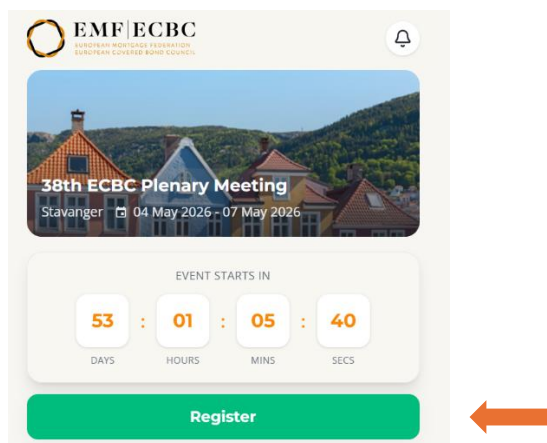 EMF|ECBC
EUROPEAN MORTGAGE FEDERATION
EUROPEAN COVERED BOND COUNCIL
38th ECBC Plenary Meeting
Stavanger 04 May 2026 - 07 May 2026
EVENT STARTS IN
53 : 01 : 05 : 40
DAYS HOURS MINS SECS
Register